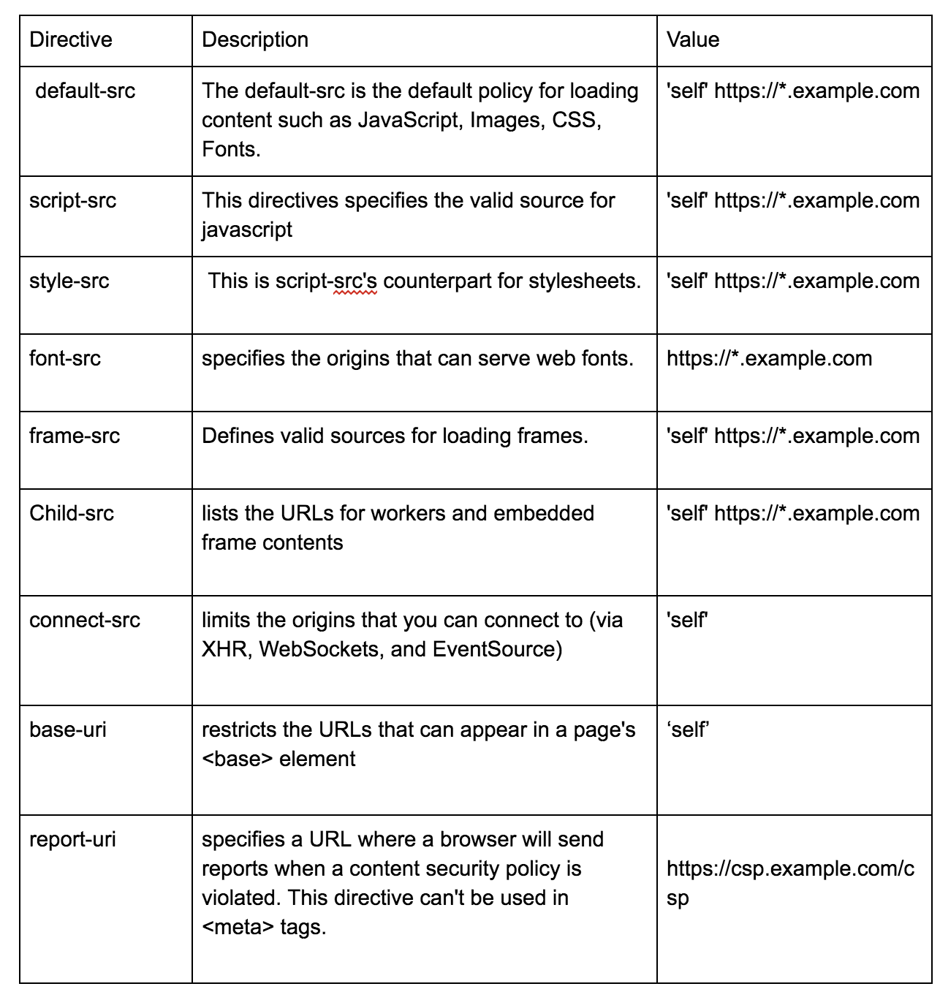 Directive
Description
Value
default-src
The default-src is the default policy for loading
content such as JavaScript, Images, CSS,
Fonts.
'self' https://*.example.com
script-src
This directives specifies the valid source for
javascript
'self' https://*.example.com
style-src
This is script-src's counterpart for stylesheets.
'self' https://*.example.com
font-src
specifies the origins that can serve web fonts.
https://*.example.com
frame-src
Defines valid sources for loading frames.
'self' https://*.example.com
Child-src
lists the URLs for workers and embedded
frame contents
'self' https://*.example.com
connect-src
limits the origins that you can connect to (via
XHR, WebSockets, and EventSource)
'self'
base-uri
restricts the URLs that can appear in a page's
<base> element
‘self’
report-uri
specifies a URL where a browser will send
reports when a content security policy is
violated. This directive can't be used in
<meta> tags.
https://csp.example.com/c
sp